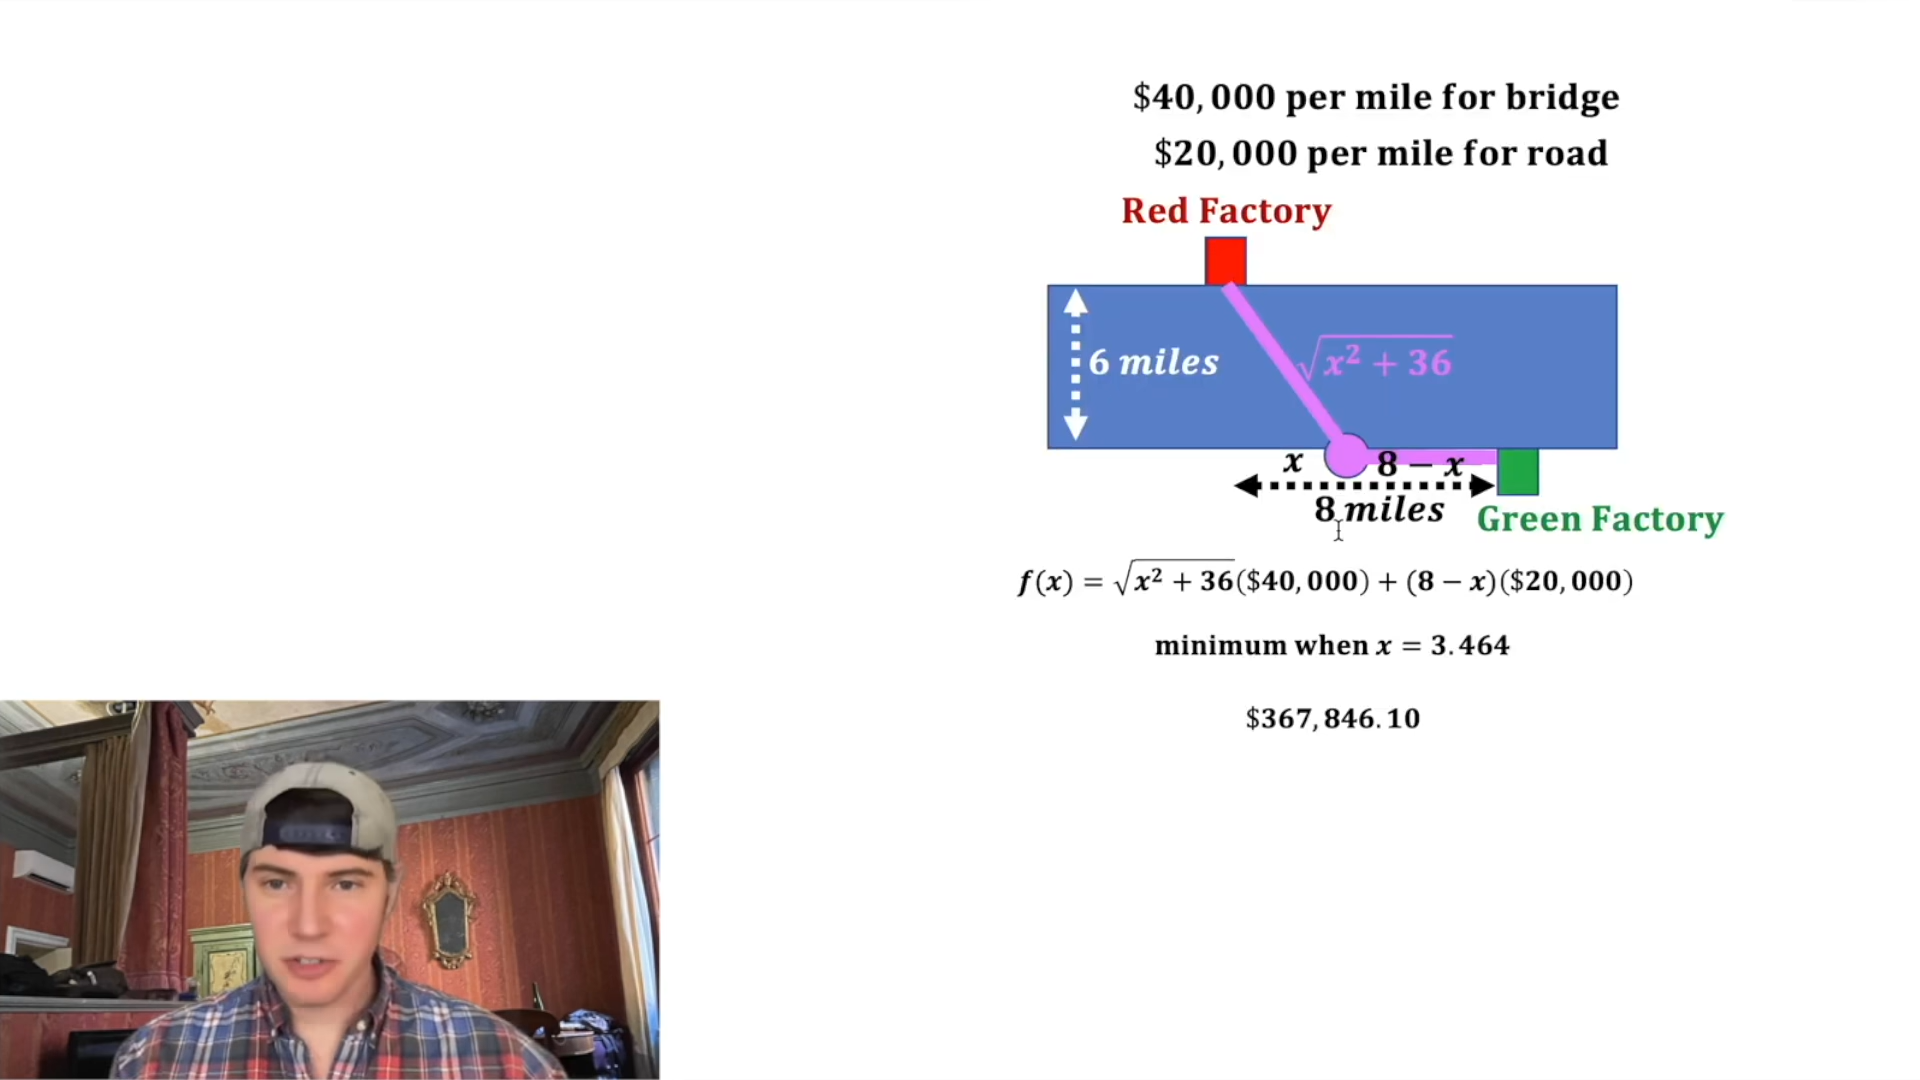 $40,000 per mile for bridge
$20,000 per mile for road
Red Factory
6 miles
√x² + 36
x
8 − x
8 miles
Green Factory
f(x) = √x² + 36($40,000) + (8 − x)($20,000)
minimum when x = 3.464
$367,846.10